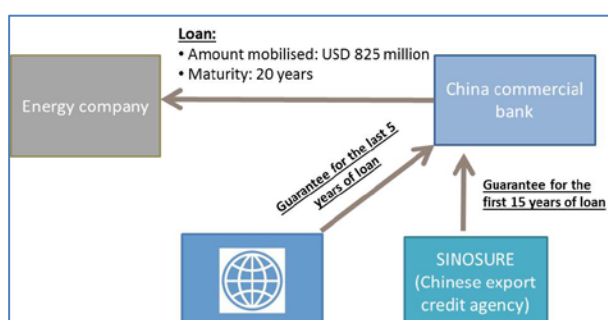 Loan:
• Amount mobilised: USD 825 million
• Maturity: 20 years
Energy company
China commercial
bank
Guarantee for the last 5
years of loan
Guarantee for the
first 15 years of loan
SINOSURE
(Chinese export
credit agency)